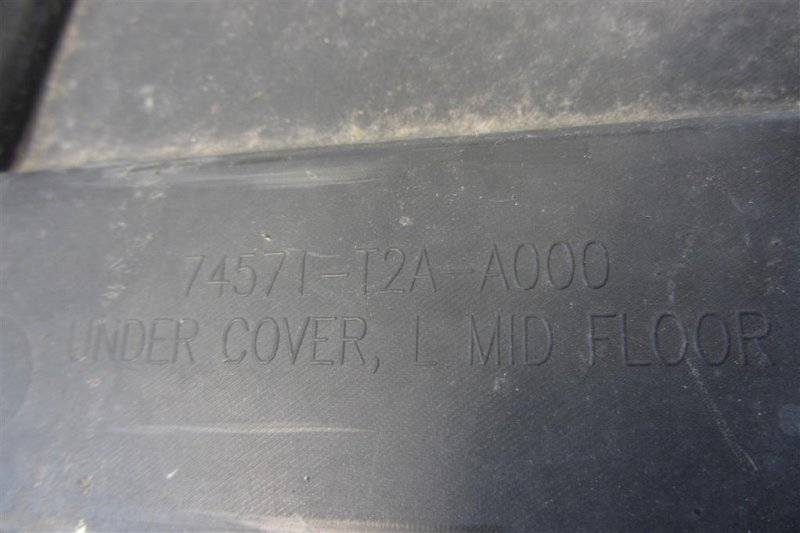 74571-T2A-A000
UNDER COVER, L MID FLOOR